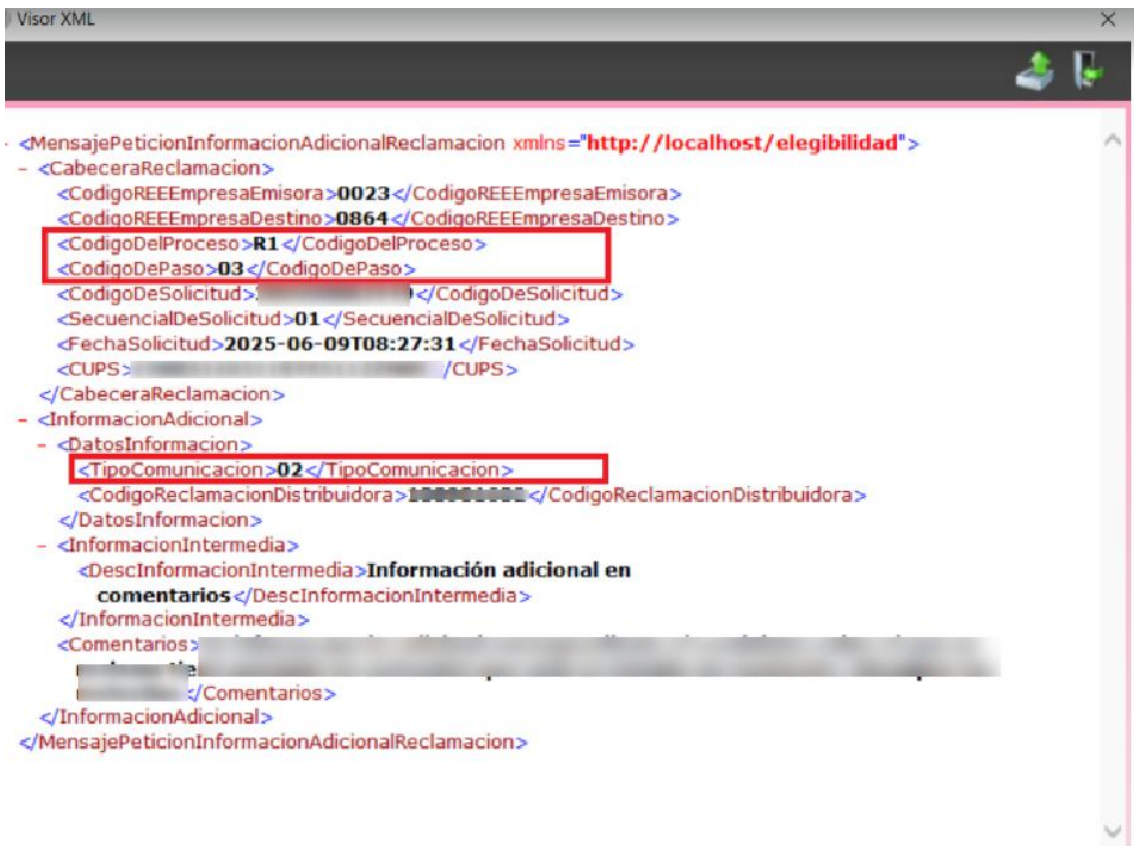 Visor XML
- <MensajePeticionInformacionAdicionalReclamacion xmlns="http://localhost/elegibilidad">
- <CabeceraReclamacion>
<CodigoREEEmpresaEmisora>0023</CodigoREEEmpresaEmisora>
<CodigoREEEmpresaDestino>0864</CodigoREEEmpresaDestino>
<CodigoDelProceso>R1</CodigoDelProceso>
<CodigoDePaso>03</CodigoDePaso>
<CodigoDeSolicitud></CodigoDeSolicitud>
<SecuencialDeSolicitud>01</SecuencialDeSolicitud>
<FechaSolicitud>2025-06-09T08:27:31</FechaSolicitud>
<CUPS> /CUPS>
</CabeceraReclamacion>
- <InformacionAdicional>
- <DatosInformacion>
<TipoComunicacion>02</TipoComunicacion>
<CodigoReclamacionDistribuidora></CodigoReclamacionDistribuidora>
</DatosInformacion>
- <InformacionIntermedia>
<DescInformacionIntermedia>Información adicional en
comentarios</DescInformacionIntermedia>
</InformacionIntermedia>
<Comentarios>
</Comentarios>
</InformacionAdicional>
</MensajePeticionInformacionAdicionalReclamacion>